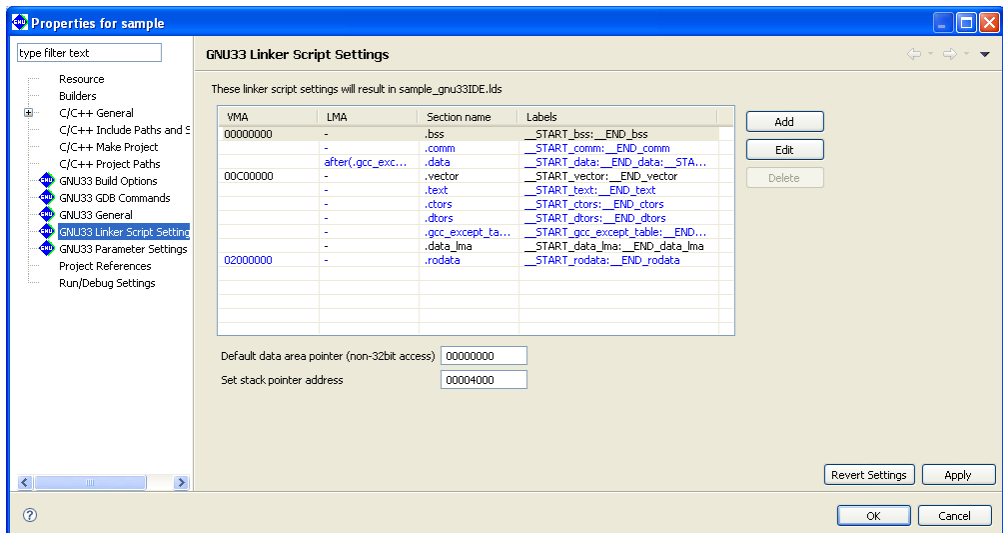 Properties for sample
type filter text
GNU33 Linker Script Settings
Resource
Builders
C/C++ General
C/C++ Include Paths and S
C/C++ Make Project
C/C++ Project Paths
GNU33 Build Options
GNU33 GDB Commands
GNU33 General
GNU33 Linker Script Setting
GNU33 Parameter Settings
Project References
Run/Debug Settings
These linker script settings will result in sample_gnu33IDE.lds
VMA LMA Section name Labels
00000000 - .bss __START_bss:__END_bss
- .comm __START_comm:__END_comm
after(.gcc_exc... .data __START_data:__END_data:__STA...
00C00000 - .vector __START_vector:__END_vector
- .text __START_text:__END_text
- .ctors __START_ctors:__END_ctors
- .dtors __START_dtors:__END_dtors
- .gcc_except_ta... __START_gcc_except_table:__END...
- .data_lma __START_data_lma:__END_data_lma
02000000 - .rodata __START_rodata:__END_rodata
Add
Edit
Delete
Default data area pointer (non-32bit access) 00000000
Set stack pointer address 00004000
Revert Settings Apply
? OK Cancel